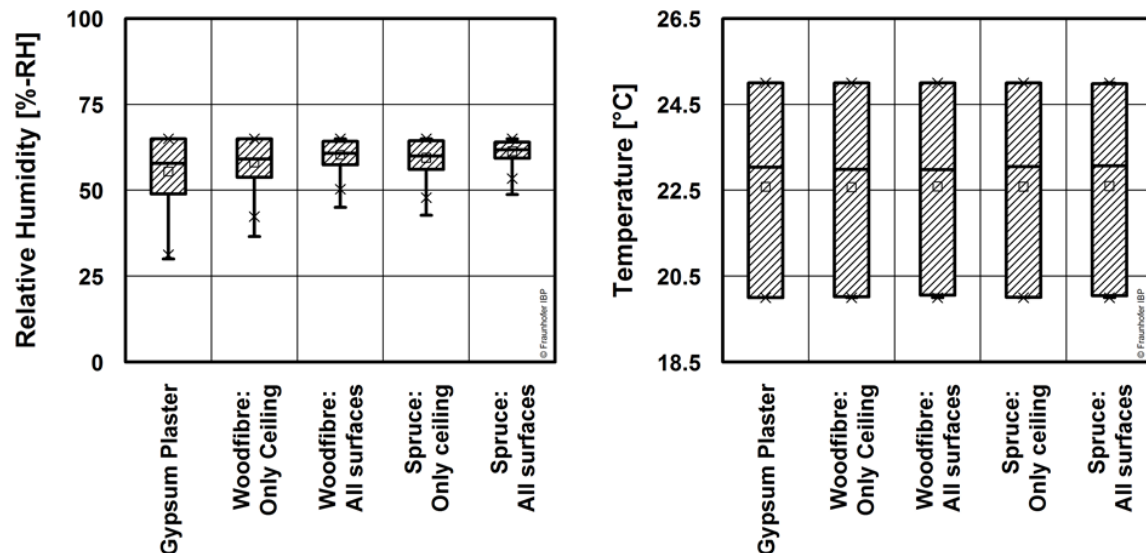 Relative Humidity [%-RH]
100
75
50
25
0
© Fraunhofer IBP
Gypsum Plaster
Woodfibre:
Only Ceiling
Woodfibre:
All surfaces
Spruce:
Only ceiling
Spruce:
All surfaces
Temperature [°C]
26.5
24.5
22.5
20.5
18.5
© Fraunhofer IBP
Gypsum Plaster
Woodfibre:
Only Ceiling
Woodfibre:
All surfaces
Spruce:
Only ceiling
Spruce:
All surfaces